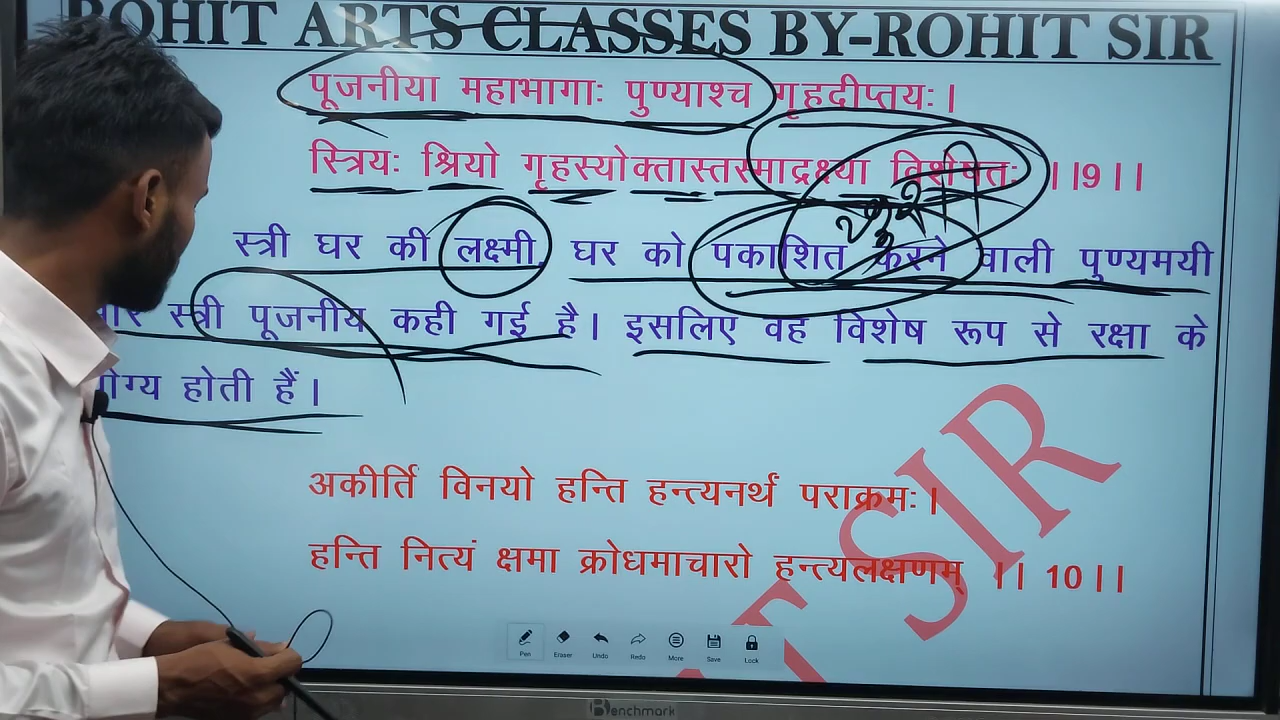 ROHIT ARTS CLASSES BY-ROHIT SIR
पूजनीया महाभागाः पुण्याश्च गृहदीप्तयः।
स्त्रियः श्रियो गृहस्योक्तास्तस्माद्रक्ष्या विशेषतः ।।9।।
स्त्री घर की लक्ष्मी, घर को पकाशित करने वाली पुण्यमयी
स्त्री पूजनीय कही गई है। इसलिए वह विशेष रूप से रक्षा के
योग्य होती हैं।
अकीर्ति विनयो हन्ति हन्त्यनर्थं पराक्रमः।
हन्ति नित्यं क्षमा क्रोधमाचारो हन्त्यलक्षणम् ।। 10।।
SIR
Pen Eraser Undo Redo More Save Lock
Benchmark